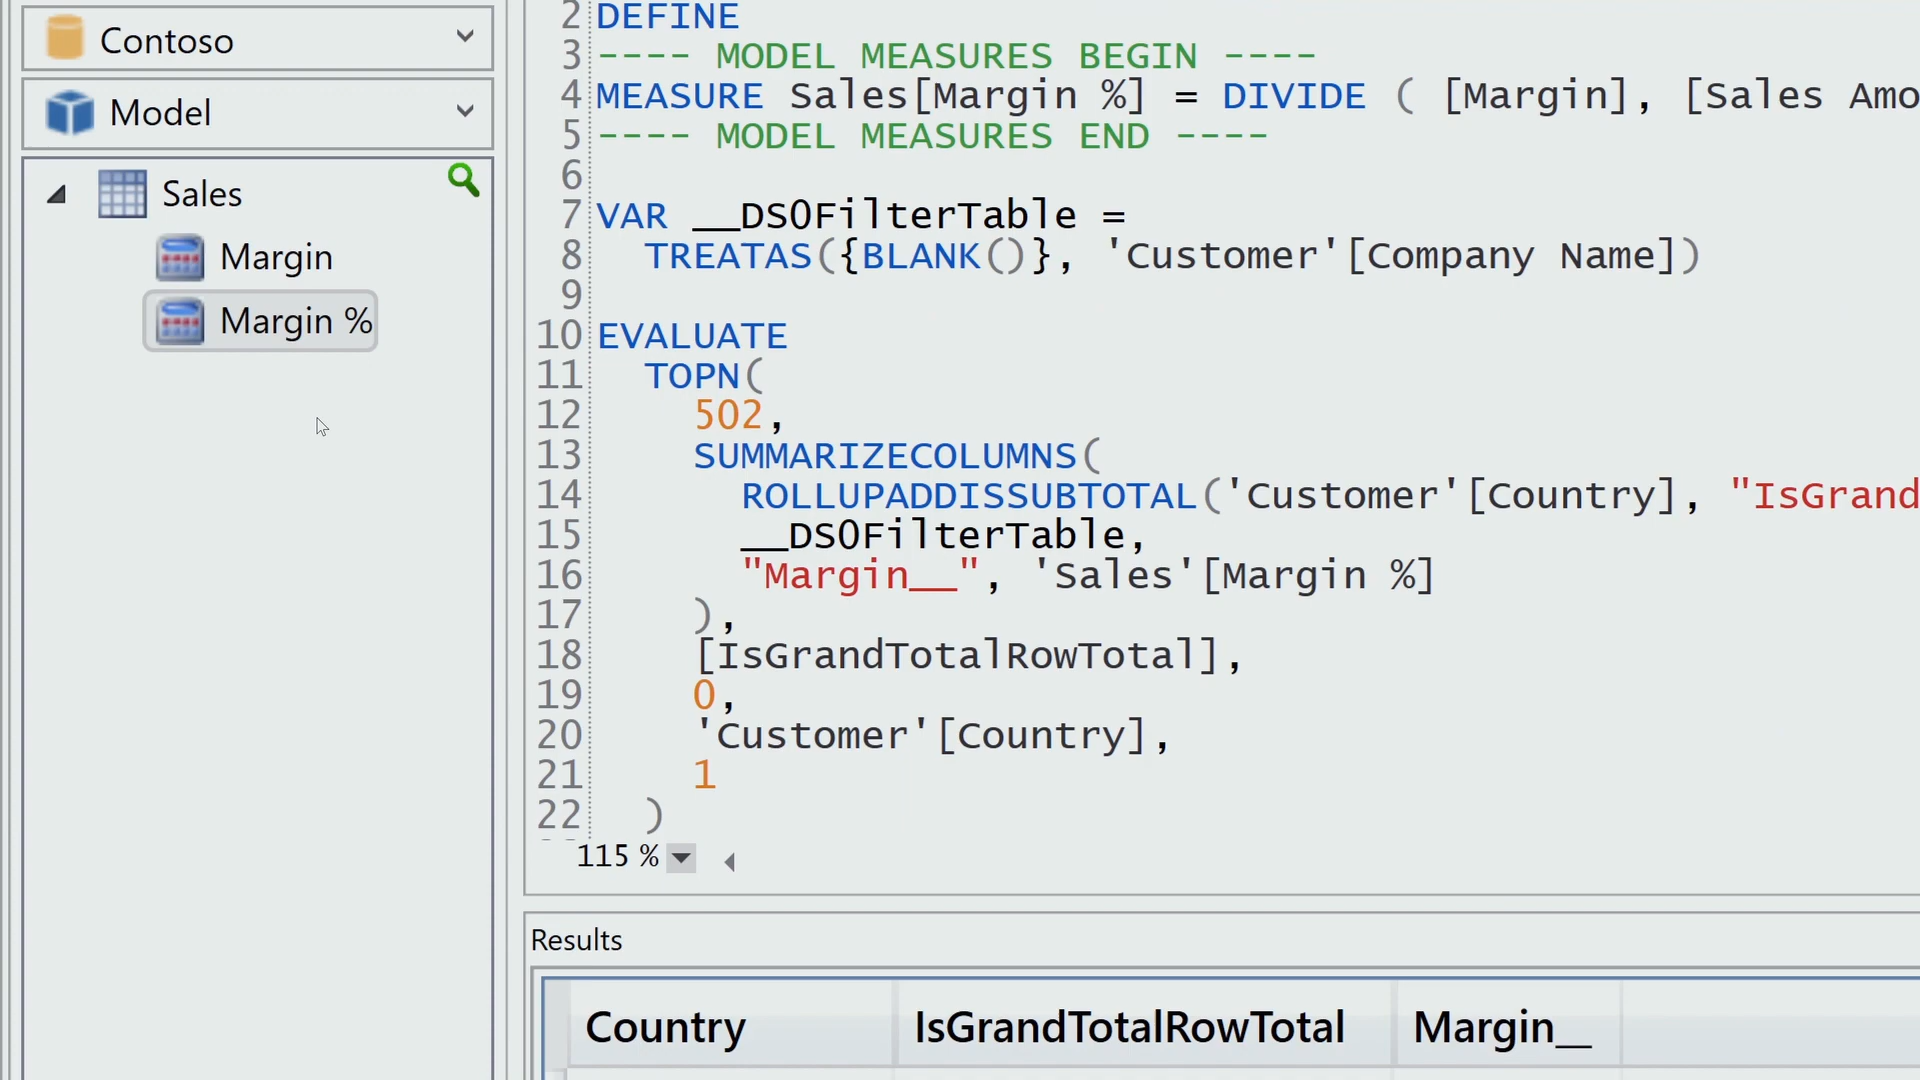 Contoso
Model
Sales
Margin
Margin %
2 DEFINE
3 ---- MODEL MEASURES BEGIN ----
4 MEASURE Sales[Margin %] = DIVIDE ( [Margin], [Sales Amo
5 ---- MODEL MEASURES END ----
6
7 VAR __DS0FilterTable =
8 TREATAS({BLANK()}, 'Customer'[Company Name])
9
10 EVALUATE
11 TOPN(
12 502,
13 SUMMARIZECOLUMNS(
14 ROLLUPADDISSUBTOTAL('Customer'[Country], "IsGrand
15 __DS0FilterTable,
16 "Margin__", 'Sales'[Margin %]
17 ),
18 [IsGrandTotalRowTotal],
19 0,
20 'Customer'[Country],
21 1
22 )
115 %
Results
Country IsGrandTotalRowTotal Margin__